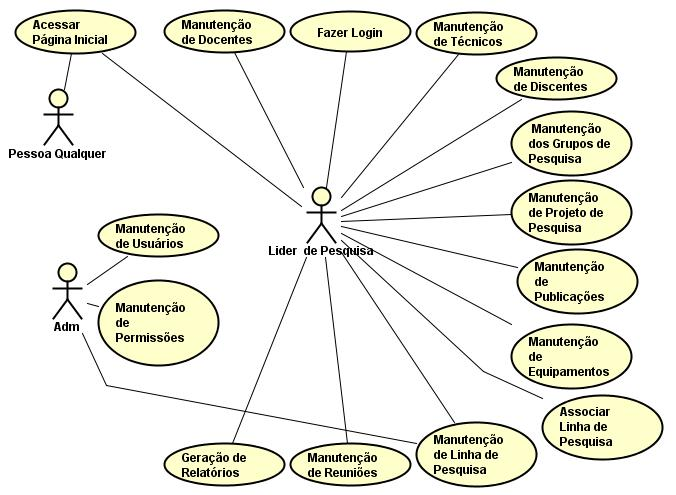 Acessar
Página Inicial
Manutenção
de Docentes
Fazer Login
Manutenção
de Técnicos
Manutenção
de Discentes
Manutenção
dos Grupos de
Pesquisa
Pessoa Qualquer
Manutenção
de Projeto de
Pesquisa
Manutenção
de Usuários
Lider de Pesquisa
Manutenção
de
Publicações
Manutenção
de
Permissões
Adm
Manutenção
de
Equipamentos
Associar
Linha de
Pesquisa
Geração de
Relatórios
Manutenção
de Reuniões
Manutenção
de Linha de
Pesquisa